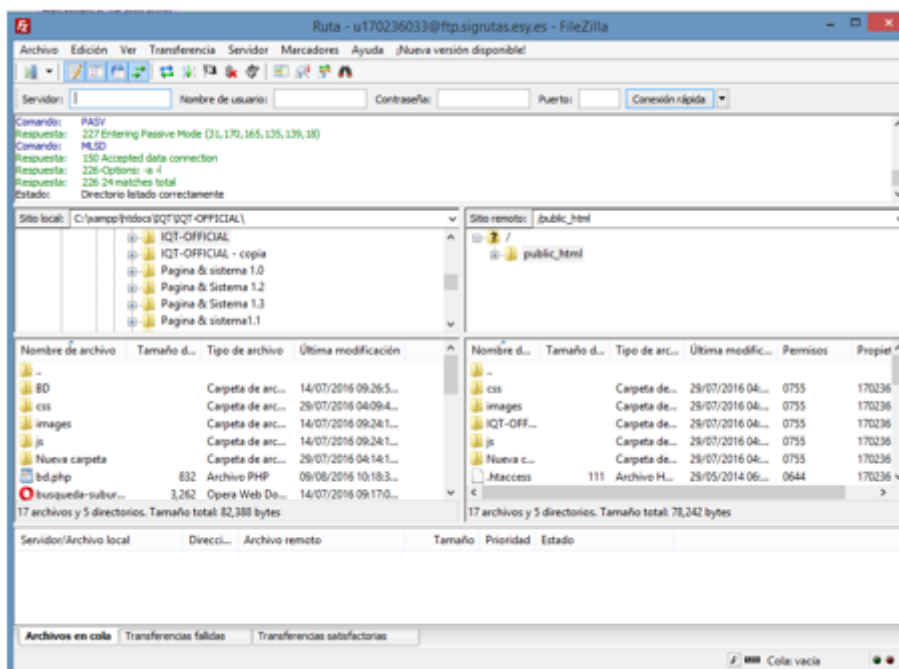 Ruta - u170236033@ftp.sigrutas.esy.es - FileZilla
Archivo Edición Ver Transferencia Servidor Marcadores Ayuda ¡Nueva versión disponible!
Servidor: Nombre de usuario: Contraseña: Puerto: Conexión rápida
Comando: PASV
Respuesta: 227 Entering Passive Mode (31,170,165,135,139,18)
Comando: MLSD
Respuesta: 150 Accepted data connection
Respuesta: 226-Options: -a -l
Respuesta: 226 24 matches total
Estado: Directorio listado correctamente
Sitio local: C:\xampp\htdocs\IQT\IQT-OFFICIAL\
Sitio remoto: /public_html
IQT-OFFICIAL
IQT-OFFICIAL - copia
Pagina & sistema 1.0
Pagina & Sistema 1.2
Pagina & Sistema 1.3
Pagina & sistema1.1
/
public_html
Nombre de archivo Tamaño d... Tipo de archivo Última modificación
..
BD Carpeta de arc... 14/07/2016 09:26:5...
css Carpeta de arc... 29/07/2016 04:09:4...
images Carpeta de arc... 14/07/2016 09:24:1...
js Carpeta de arc... 14/07/2016 09:24:1...
Nueva carpeta Carpeta de arc... 29/07/2016 04:14:1...
bd.php 832 Archivo PHP 09/08/2016 10:18:3...
busqueda-subur... 3,262 Opera Web Do... 14/07/2016 09:17:0...
17 archivos y 5 directorios. Tamaño total: 82,388 bytes
Nombre d... Tamaño d... Tipo de arc... Última modific... Permisos Propiet
..
css Carpeta de... 29/07/2016 04:... 0755 170236
images Carpeta de... 29/07/2016 04:... 0755 170236
IQT-OFF... Carpeta de... 29/07/2016 04:... 0755 170236
js Carpeta de... 29/07/2016 04:... 0755 170236
Nueva c... Carpeta de... 29/07/2016 04:... 0755 170236
.htaccess 111 Archivo H... 29/05/2014 06:... 0644 170236
17 archivos y 5 directorios. Tamaño total: 78,242 bytes
Servidor/Archivo local Direcci... Archivo remoto Tamaño Prioridad Estado
Archivos en cola Transferencias fallidas Transferencias satisfactorias
Cola: vacía